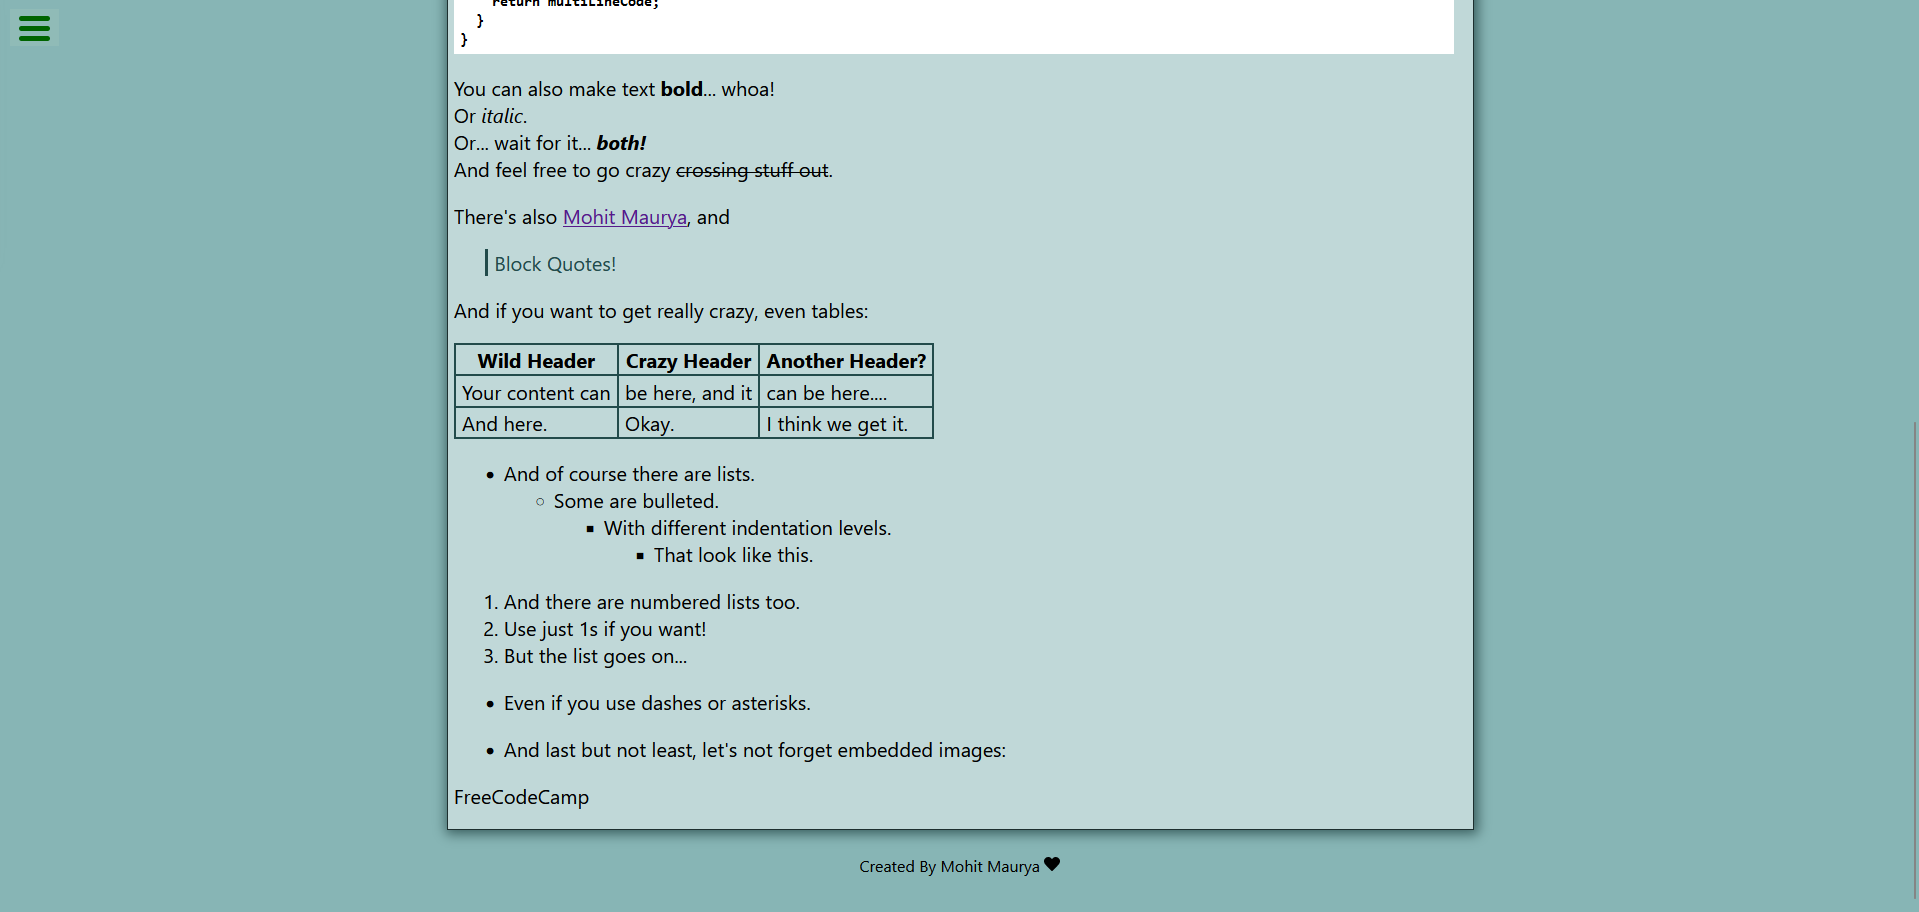 return multiLineCode;
}
}
You can also make text bold... whoa!
Or italic.
Or... wait for it... both!
And feel free to go crazy crossing stuff out.
There's also Mohit Maurya, and
Block Quotes!
And if you want to get really crazy, even tables:
Wild Header Crazy Header Another Header?
Your content can be here, and it can be here....
And here. Okay. I think we get it.
And of course there are lists.
Some are bulleted.
With different indentation levels.
That look like this.
1. And there are numbered lists too.
2. Use just 1s if you want!
3. But the list goes on...
Even if you use dashes or asterisks.
And last but not least, let's not forget embedded images:
FreeCodeCamp
Created By Mohit Maurya